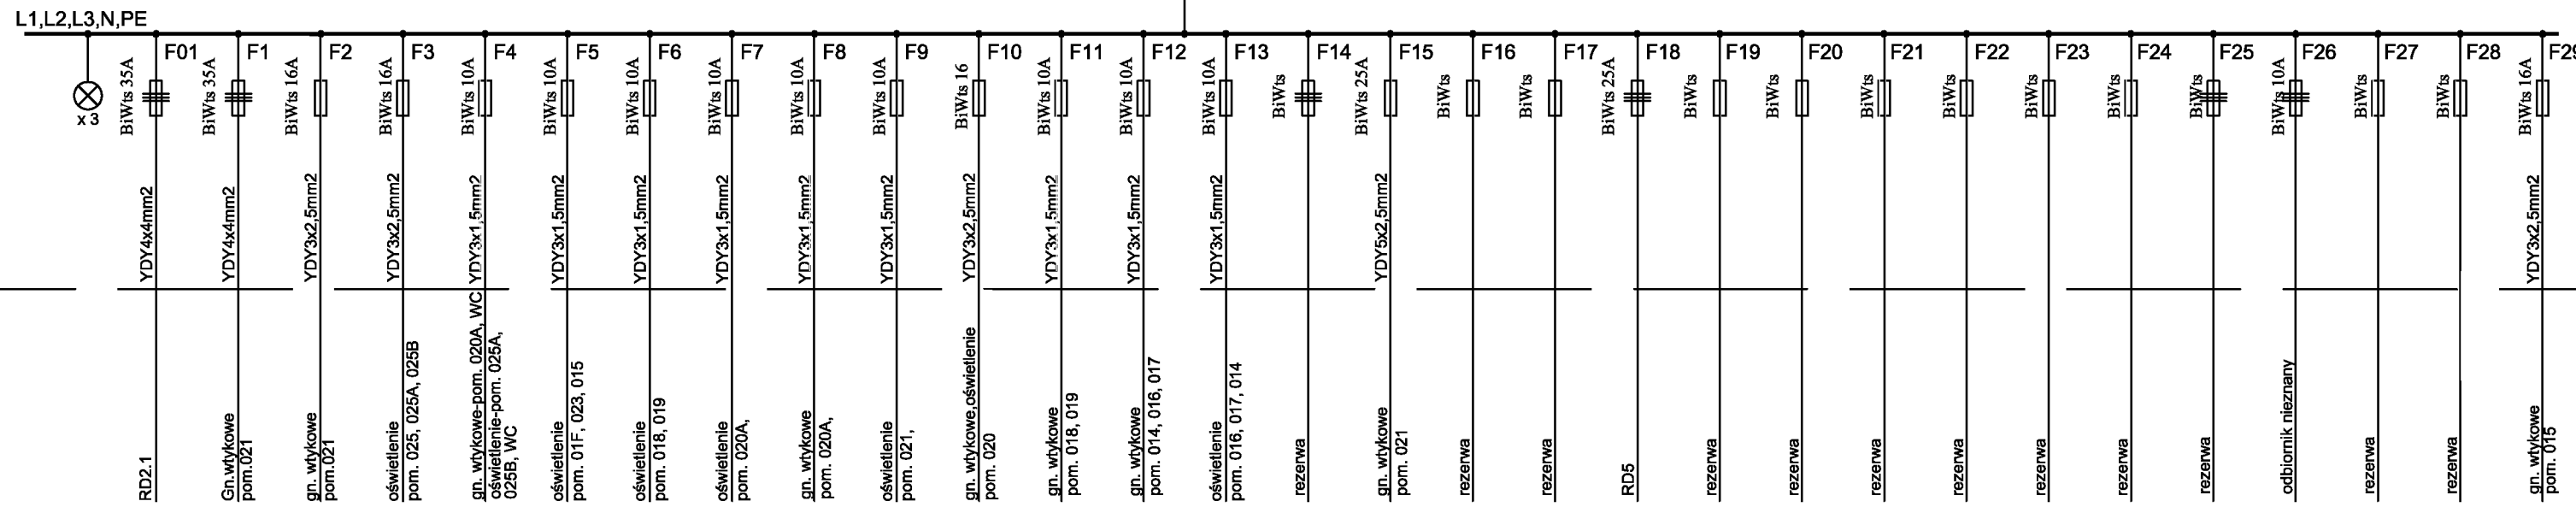 L1,L2,L3,N,PE
x 3
F01
BiWts 35A
YDY4x4mm2
RD2.1
F1
BiWts 35A
YDY4x4mm2
Gn.wtykowe
pom.021
F2
BiWts 16A
YDY3x2,5mm2
gn. wtykowe
pom.021
F3
BiWts 16A
YDY3x2,5mm2
oświetlenie
pom. 025, 025A, 025B
F4
BiWts 10A
YDY3x1,5mm2
gn. wtykowe-pom. 020A, WC
oświetlenie-pom. 025A,
025B, WC
F5
BiWts 10A
YDY3x1,5mm2
oświetlenie
pom. 01F, 023, 015
F6
BiWts 10A
YDY3x1,5mm2
oświetlenie
pom. 018, 019
F7
BiWts 10A
YDY3x1,5mm2
oświetlenie
pom. 020A,
F8
BiWts 10A
YDY3x1,5mm2
gn. wtykowe
pom. 020A,
F9
BiWts 10A
YDY3x1,5mm2
oświetlenie
pom. 021,
F10
BiWts 16
YDY3x2,5mm2
gn. wtykowe,oświetlenie
pom. 020
F11
BiWts 10A
YDY3x1,5mm2
gn. wtykowe
pom. 018, 019
F12
BiWts 10A
YDY3x1,5mm2
gn. wtykowe
pom. 014, 016, 017
F13
BiWts 10A
YDY3x1,5mm2
oświetlenie
pom. 016, 017, 014
F14
BiWts
rezerwa
F15
BiWts 25A
YDY5x2,5mm2
gn. wtykowe
pom. 021
F16
BiWts
rezerwa
F17
BiWts
rezerwa
F18
BiWts 25A
RD5
F19
BiWts
rezerwa
F20
BiWts
rezerwa
F21
BiWts
rezerwa
F22
BiWts
rezerwa
F23
BiWts
rezerwa
F24
BiWts
rezerwa
F25
BiWts
rezerwa
F26
BiWts 10A
odbiornik nieznany
F27
BiWts
rezerwa
F28
BiWts
rezerwa
F29
BiWts 16A
YDY3x2,5mm2
gn. wtykowe
pom. 015